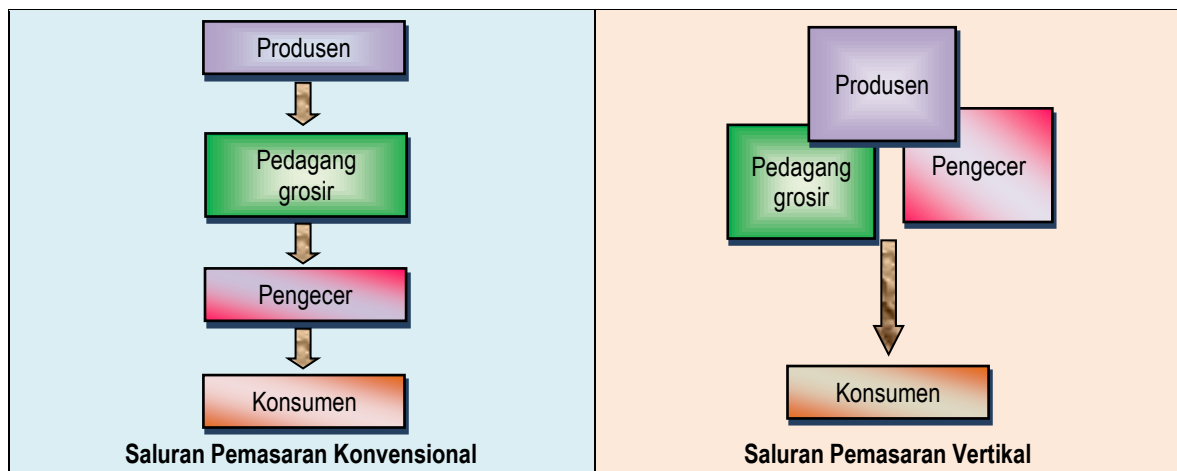 Produsen
Pedagang
grosir
Pengecer
Konsumen
Saluran Pemasaran Konvensional
Produsen
Pedagang
grosir
Pengecer
Konsumen
Saluran Pemasaran Vertikal